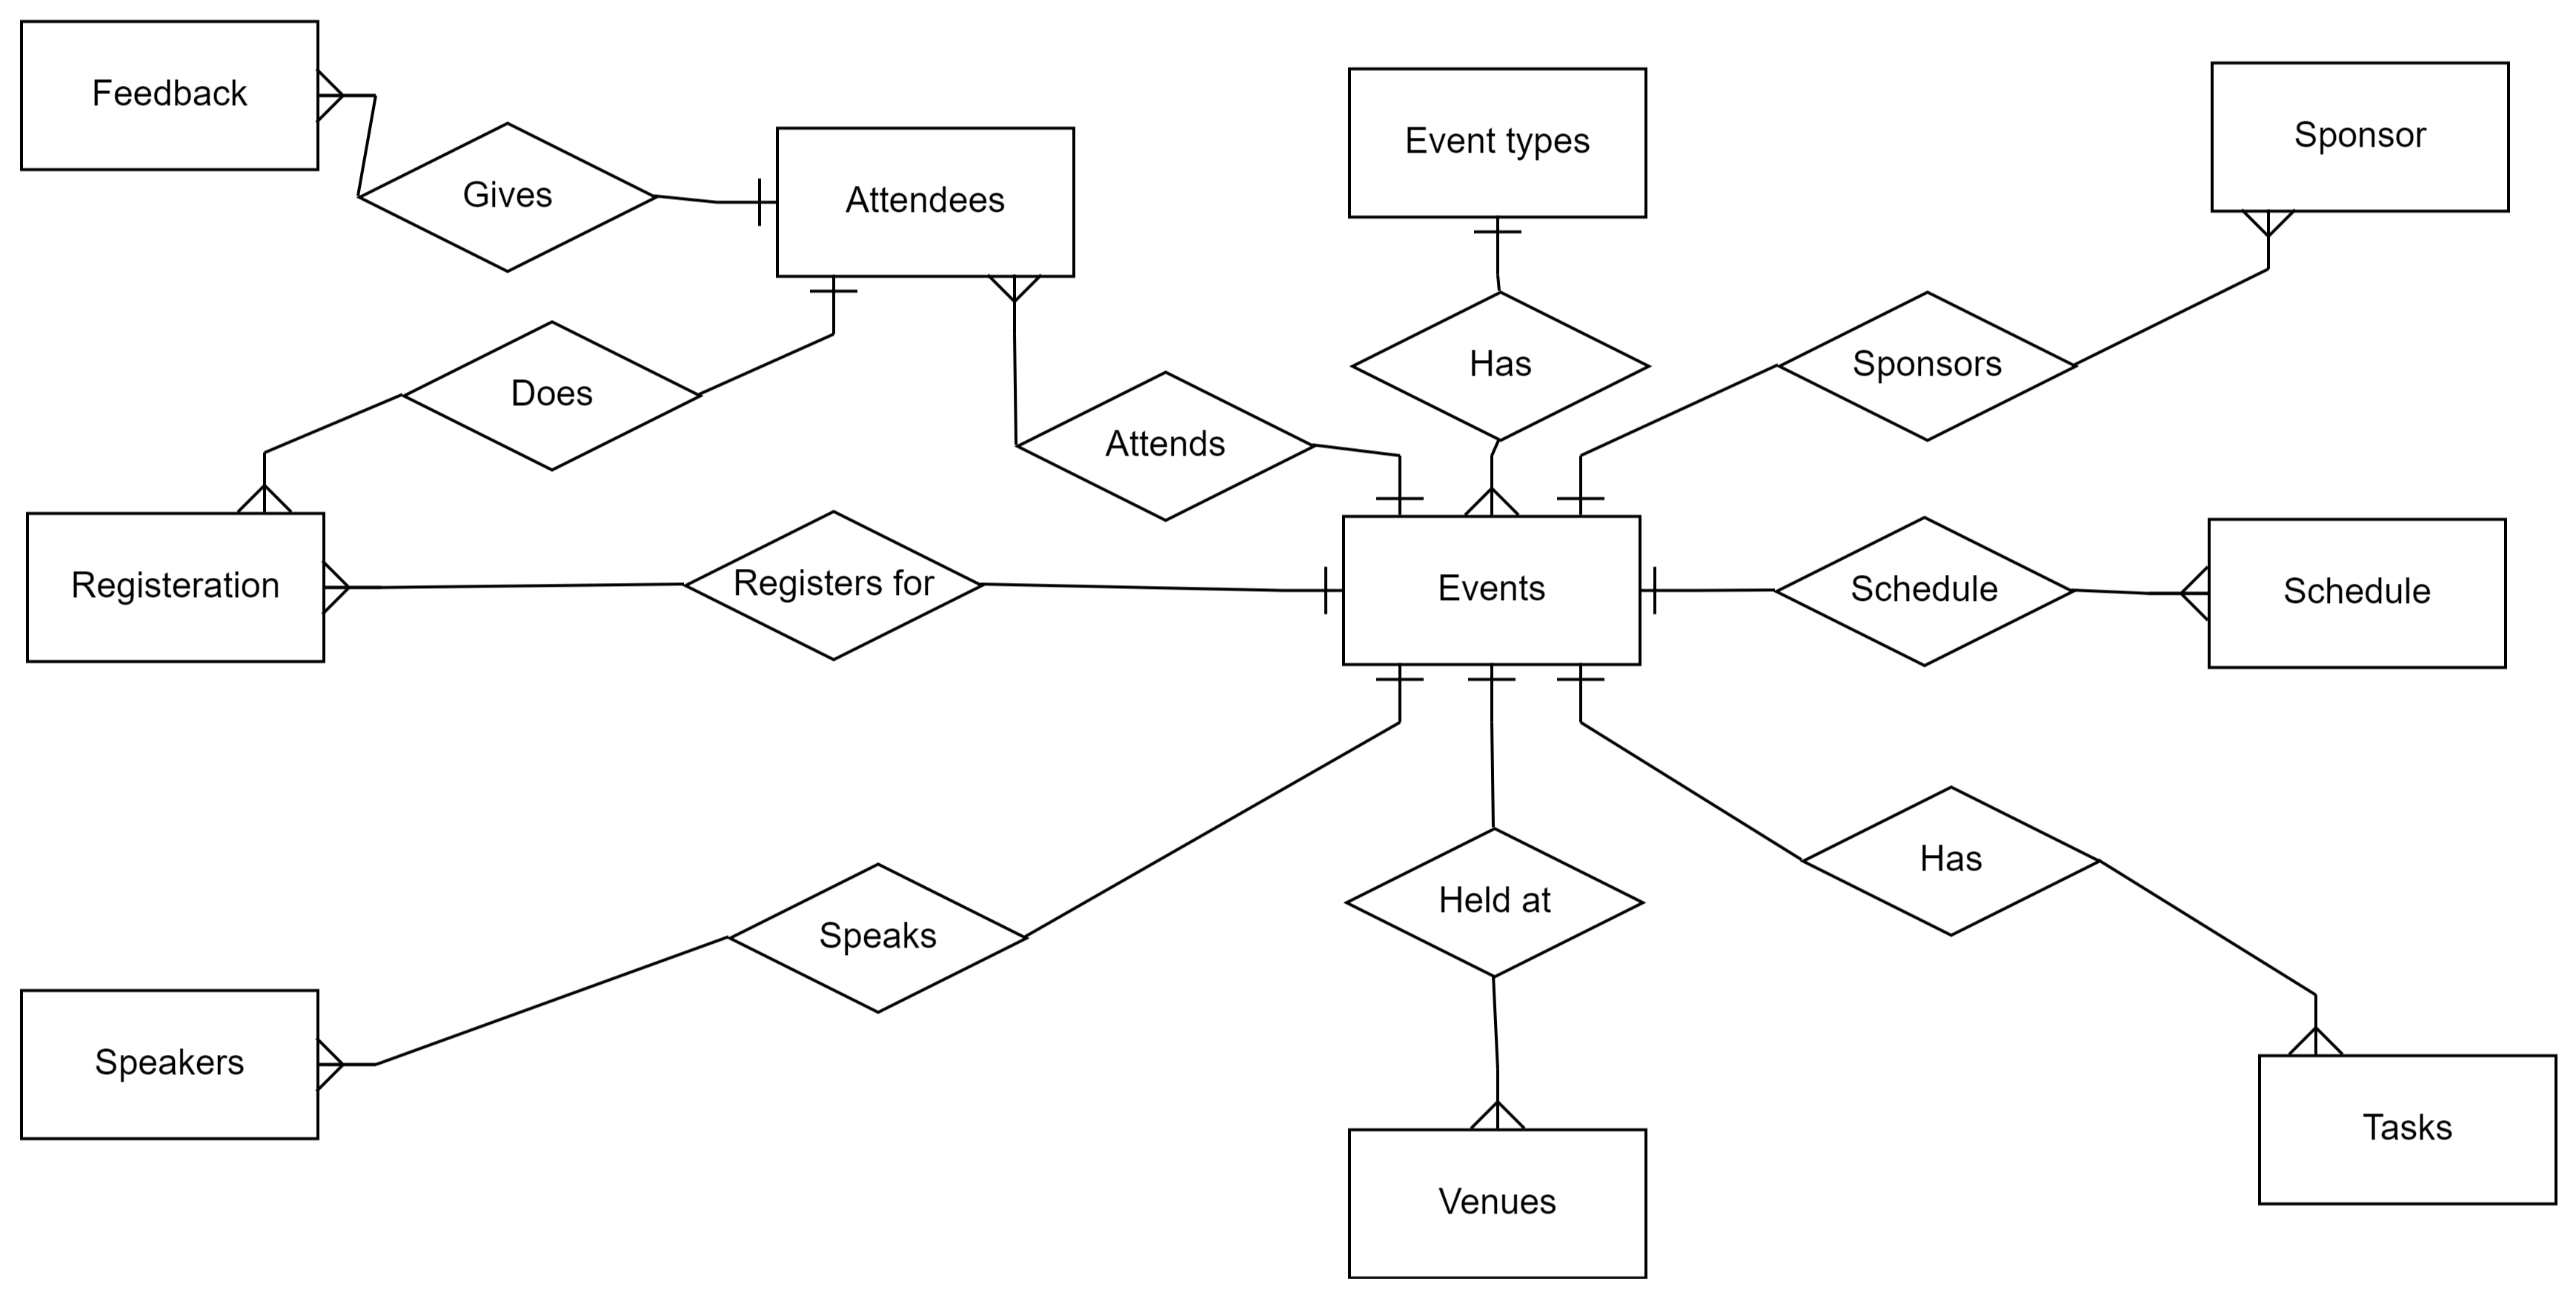 Feedback
Gives
Attendees
Event types
Sponsor
Does
Attends
Has
Sponsors
Registeration
Registers for
Events
Schedule
Schedule
Speaks
Held at
Has
Speakers
Venues
Tasks